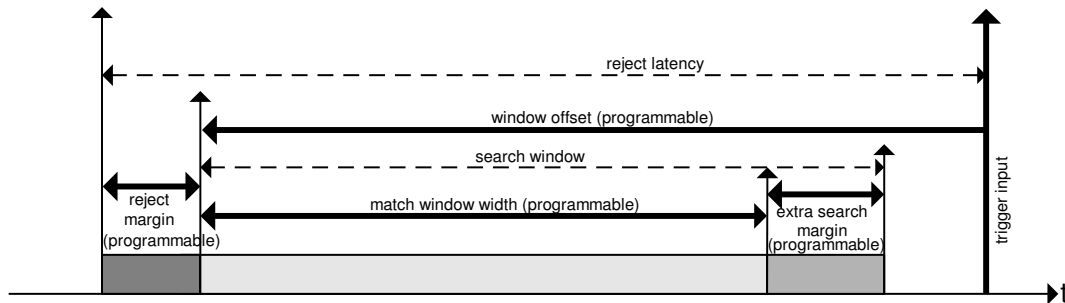 reject latency
window offset (programmable)
search window
reject
margin
(programmable)
match window width (programmable)
extra search
margin
(programmable)
trigger input
t